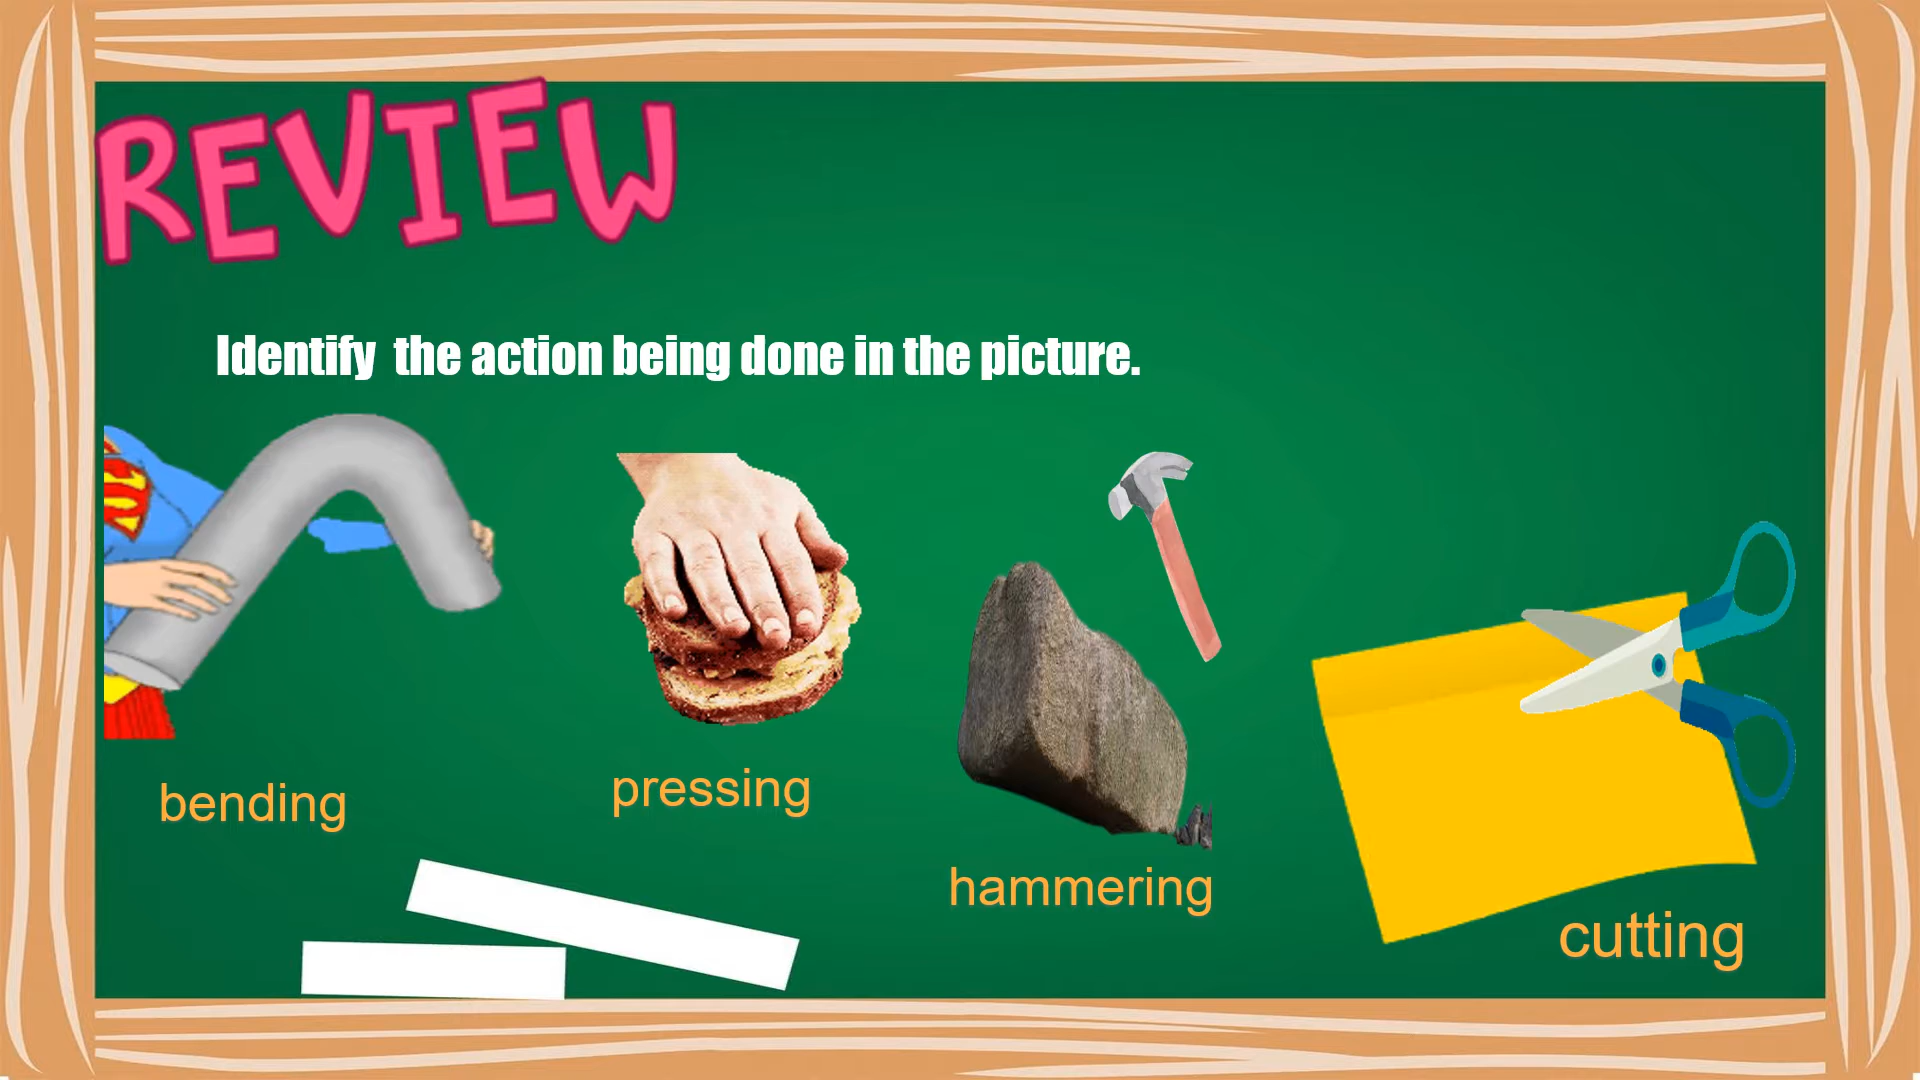 REVIEW
Identify the action being done in the picture.
bending
pressing
hammering
cutting